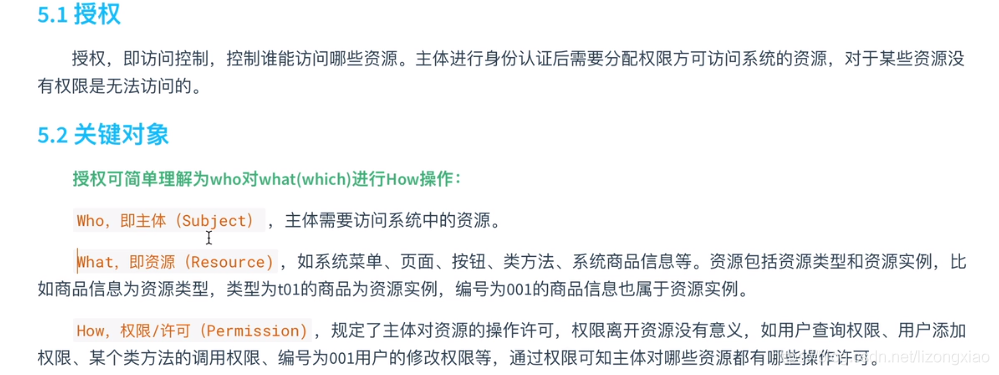 5.1 授权
授权，即访问控制，控制谁能访问哪些资源。主体进行身份认证后需要分配权限方可访问系统的资源，对于某些资源没
有权限是无法访问的。
5.2 关键对象
授权可简单理解为who对what(which)进行How操作：
Who，即主体（Subject），主体需要访问系统中的资源。
What，即资源（Resource)，如系统菜单、页面、按钮、类方法、系统商品信息等。资源包括资源类型和资源实例，比
如商品信息为资源类型，类型为t01的商品为资源实例，编号为001的商品信息也属于资源实例。
How，权限/许可（Permission)，规定了主体对资源的操作许可，权限离开资源没有意义，如用户查询权限、用户添加
权限、某个类方法的调用权限、编号为001用户的修改权限等，通过权限可知主体对哪些资源都有哪些操作许可。
csdn.net/lizongxiao